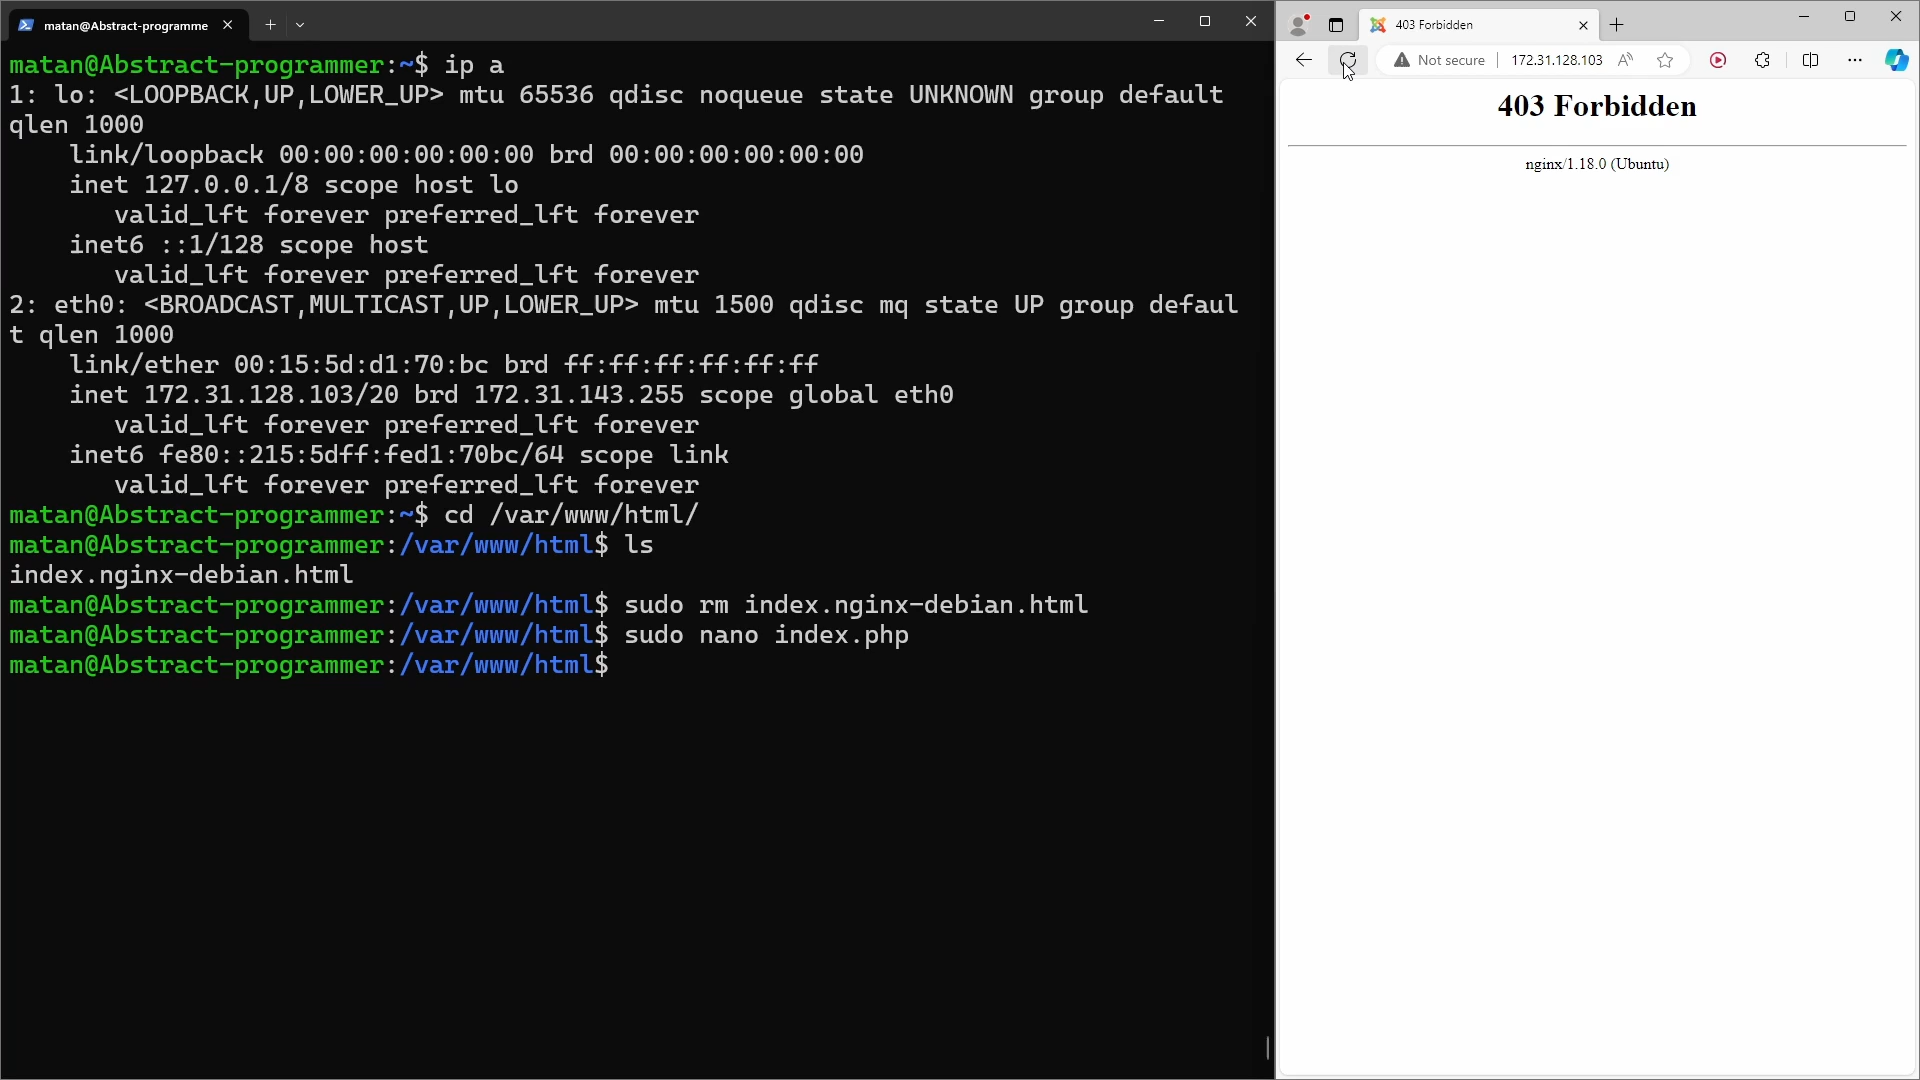 matan@Abstract-programme
matan@Abstract-programmer:~$ ip a
1: lo: <LOOPBACK,UP,LOWER_UP> mtu 65536 qdisc noqueue state UNKNOWN group default
qlen 1000
link/loopback 00:00:00:00:00:00 brd 00:00:00:00:00:00
inet 127.0.0.1/8 scope host lo
valid_lft forever preferred_lft forever
inet6 ::1/128 scope host
valid_lft forever preferred_lft forever
2: eth0: <BROADCAST,MULTICAST,UP,LOWER_UP> mtu 1500 qdisc mq state UP group defaul
t qlen 1000
link/ether 00:15:5d:d1:70:bc brd ff:ff:ff:ff:ff:ff
inet 172.31.128.103/20 brd 172.31.143.255 scope global eth0
valid_lft forever preferred_lft forever
inet6 fe80::215:5dff:fed1:70bc/64 scope link
valid_lft forever preferred_lft forever
matan@Abstract-programmer:~$ cd /var/www/html/
matan@Abstract-programmer:/var/www/html$ ls
index.nginx-debian.html
matan@Abstract-programmer:/var/www/html$ sudo rm index.nginx-debian.html
matan@Abstract-programmer:/var/www/html$ sudo nano index.php
matan@Abstract-programmer:/var/www/html$
403 Forbidden
Not secure 172.31.128.103
403 Forbidden
nginx/1.18.0 (Ubuntu)